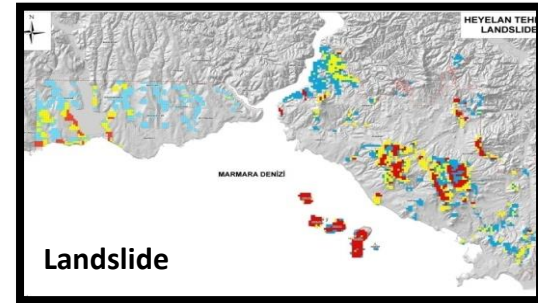 N
HEYELAN TEH
LANDSLIDE
MARMARA DENİZİ
Landslide